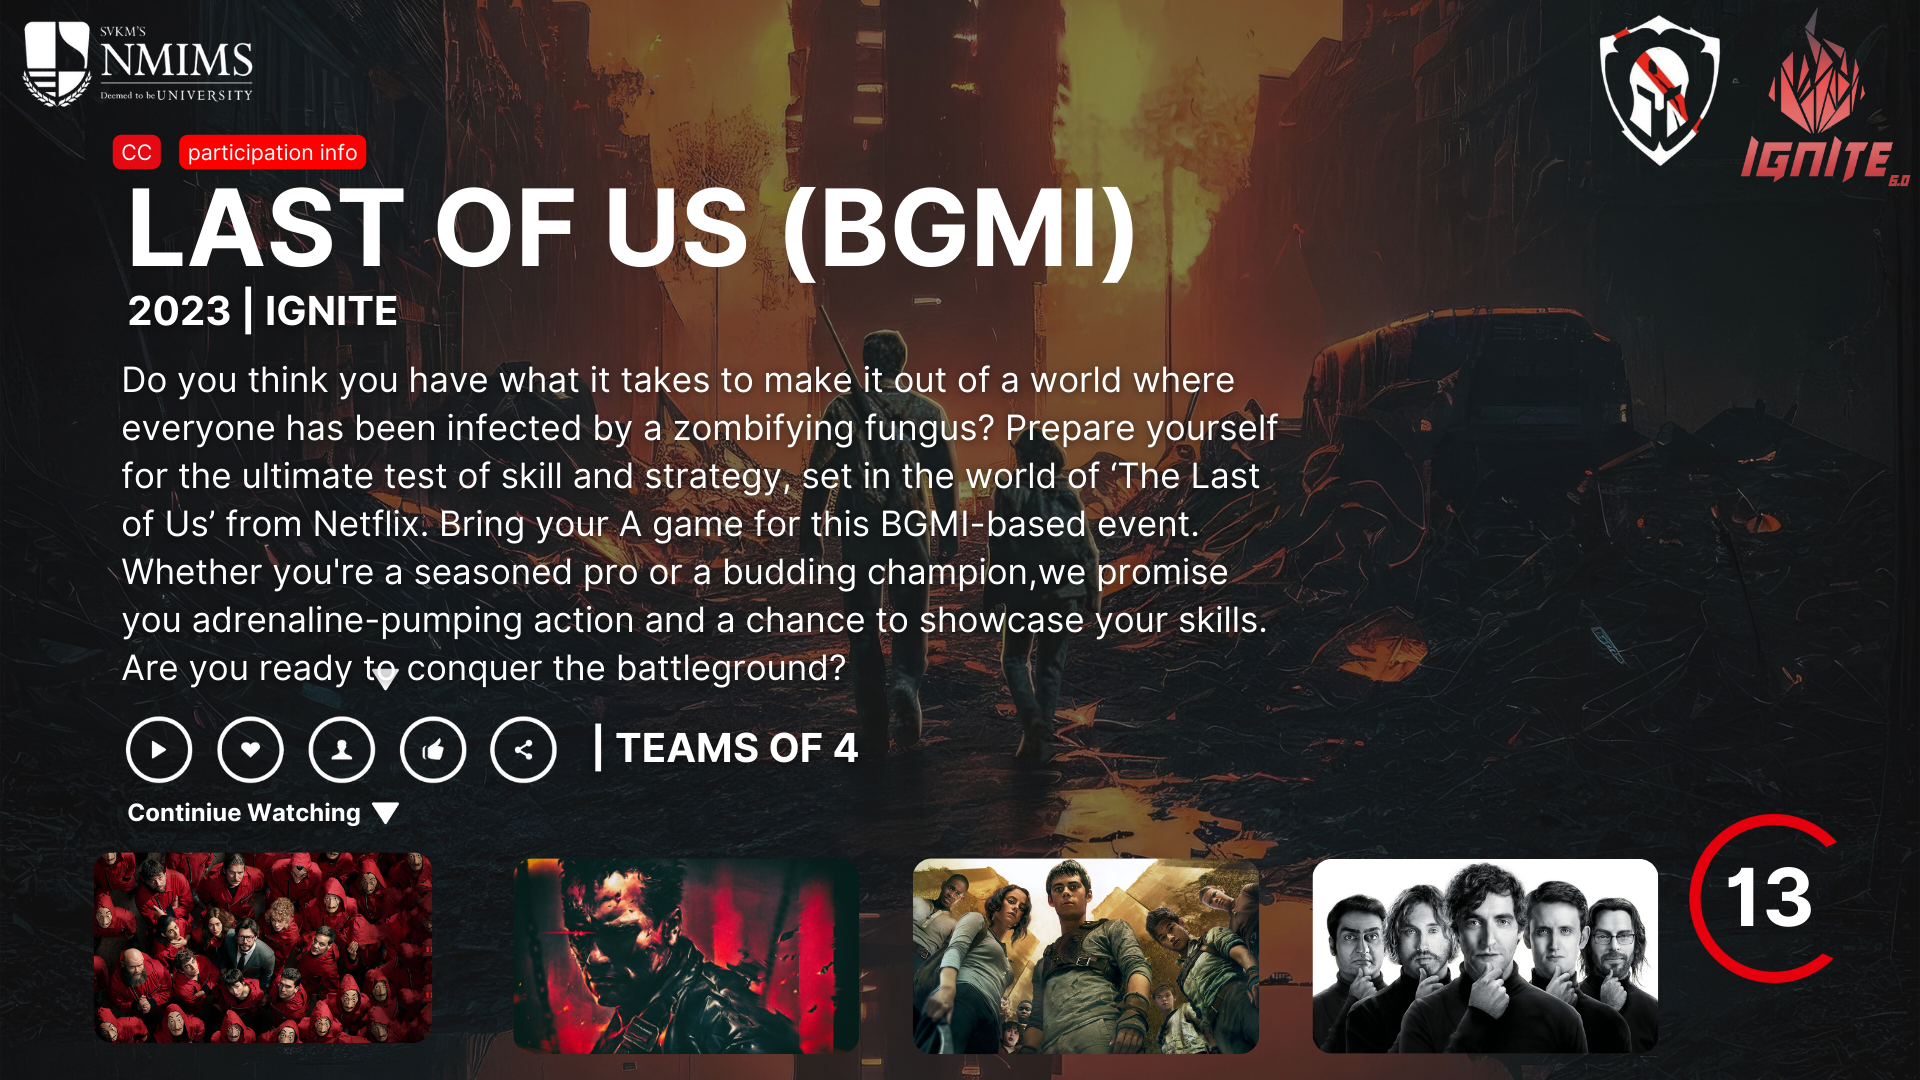 SVKM'S
NMIMS
Deemed to be UNIVERSITY
IGNITE
6.0
CC
participation info
LAST OF US (BGMI)
2023 | IGNITE
Do you think you have what it takes to make it out of a world where
everyone has been infected by a zombifying fungus? Prepare yourself
for the ultimate test of skill and strategy, set in the world of ‘The Last
of Us’ from Netflix. Bring your A game for this BGMI-based event.
Whether you're a seasoned pro or a budding champion,we promise
you adrenaline-pumping action and a chance to showcase your skills.
Are you ready to conquer the battleground?
| TEAMS OF 4
Continiue Watching
13